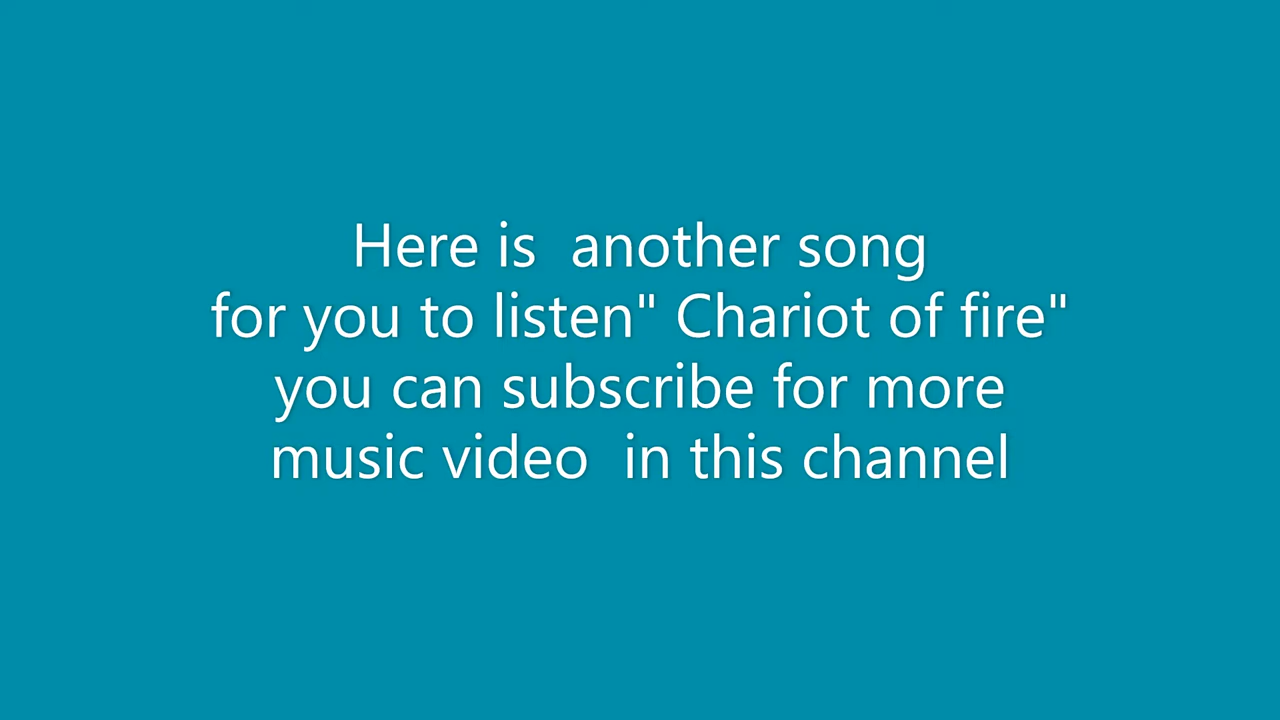 Here is  another song
for you to listen" Chariot of fire"
you can subscribe for more
music video  in this channel